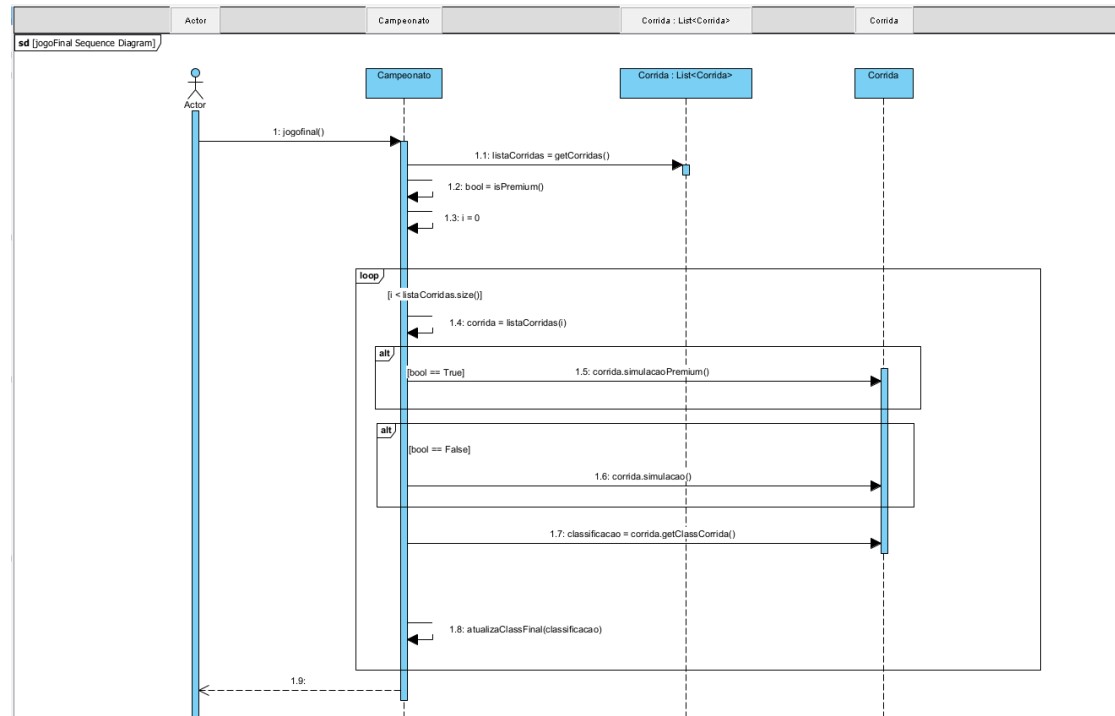 Actor
Campeonato
Corrida : List<Corrida>
Corrida
sd [jogoFinal Sequence Diagram]
Campeonato
Corrida : List<Corrida>
Corrida
Actor
1: jogofinal()
1.1: listaCorridas = getCorridas()
1.2: bool = isPremium()
1.3: i = 0
loop
[i < listaCorridas.size()]
1.4: corrida = listaCorridas(i)
alt
[bool == True]
1.5: corrida.simulacaoPremium()
alt
[bool == False]
1.6: corrida.simulacao()
1.7: classificacao = corrida.getClassCorrida()
1.8: atualizaClassFinal(classificacao)
1.9: